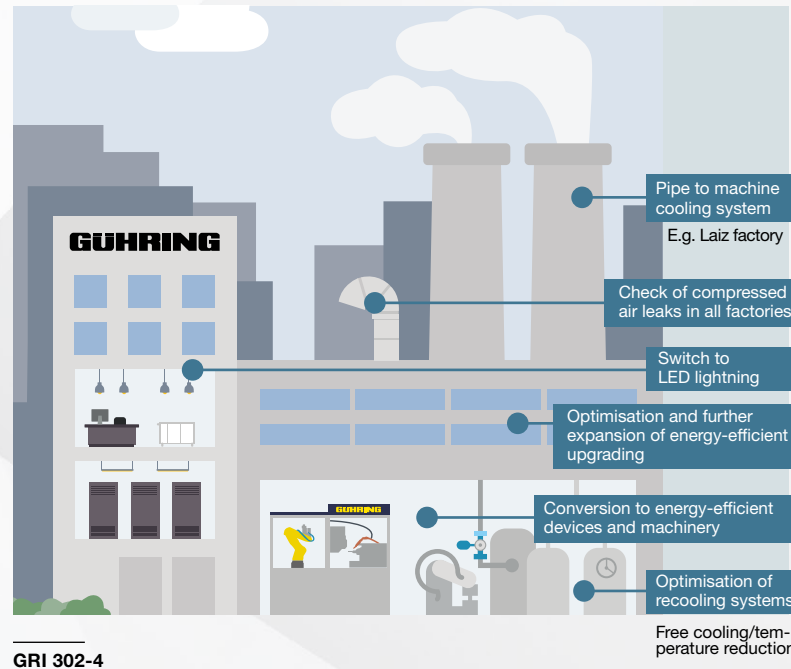 GÜHRING
Pipe to machine
cooling system
E.g. Laiz factory
Check of compressed
air leaks in all factories
Switch to
LED lightning
Optimisation and further
expansion of energy-efficient
upgrading
GÜHRING
Conversion to energy-efficient
devices and machinery
Optimisation of
recooling systems
Free cooling/tem-
perature reduction
GRI 302-4